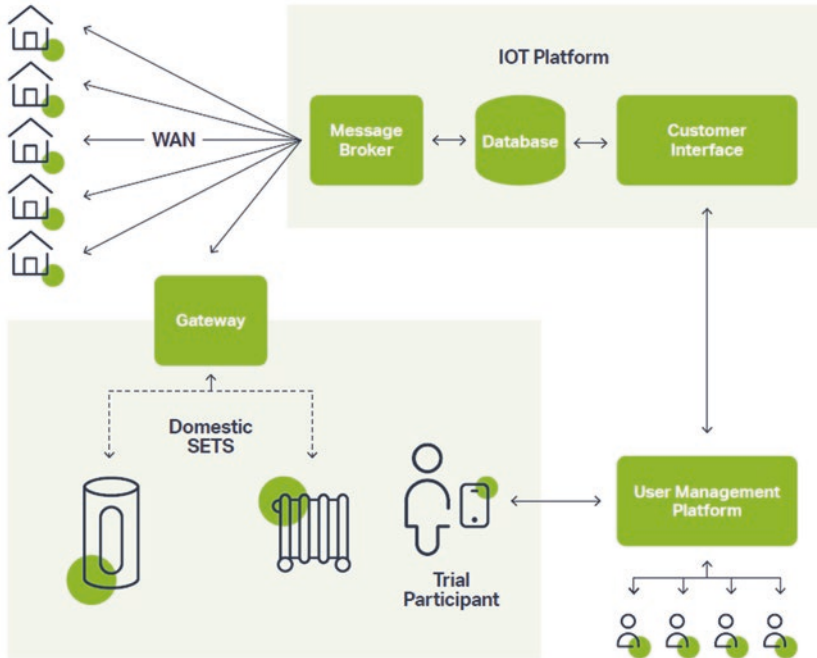 IOT Platform
Message
Broker
Database
Customer
Interface
WAN
Gateway
Domestic
SETS
Trial
Participant
User Management
Platform